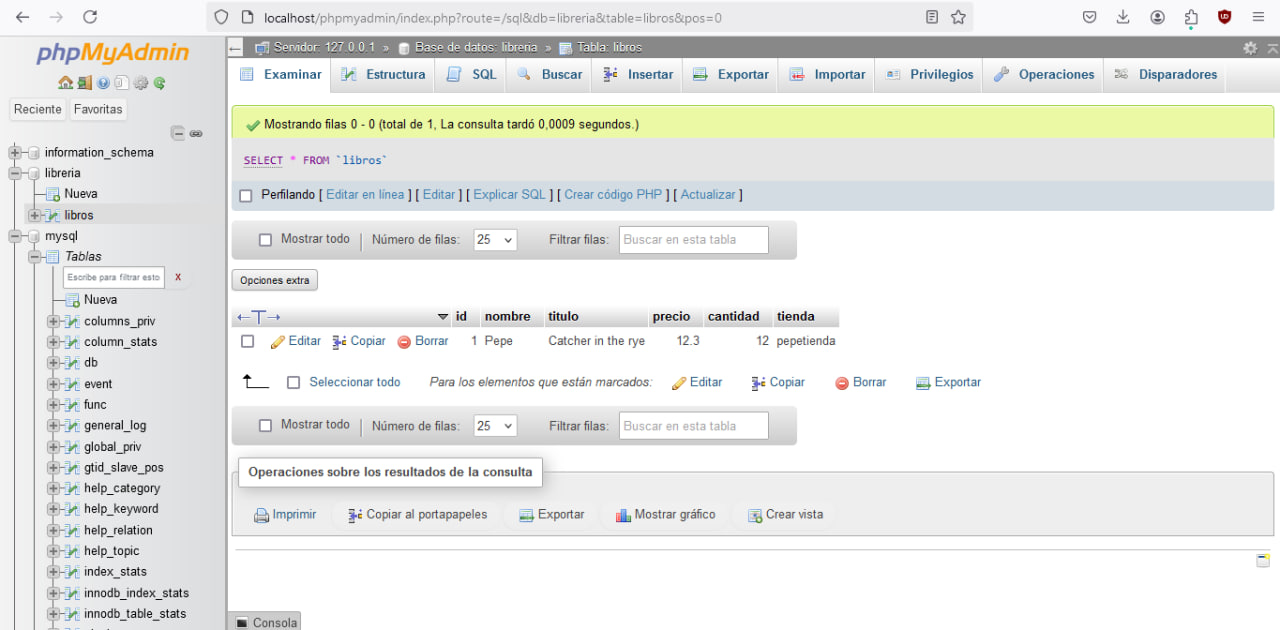 localhost/phpmyadmin/index.php?route=/sql&db=libreria&table=libros&pos=0
phpMyAdmin
Reciente Favoritas
information_schema
libreria
Nueva
libros
mysql
Tablas
Escribe para filtrar esto X
Nueva
columns_priv
column_stats
db
event
func
general_log
global_priv
gtid_slave_pos
help_category
help_keyword
help_relation
help_topic
index_stats
innodb_index_stats
innodb_table_stats
Servidor: 127.0.0.1 » Base de datos: libreria » Tabla: libros
Examinar Estructura SQL Buscar Insertar Exportar Importar Privilegios Operaciones Disparadores
Mostrando filas 0 - 0 (total de 1, La consulta tardó 0,0009 segundos.)
SELECT * FROM `libros`
Perfilando [ Editar en línea ] [ Editar ] [ Explicar SQL ] [ Crear código PHP ] [ Actualizar ]
Mostrar todo | Número de filas: 25 Filtrar filas: Buscar en esta tabla
Opciones extra
←T→ id nombre titulo precio cantidad tienda
Editar Copiar Borrar 1 Pepe Catcher in the rye 12.3 12 pepetienda
Seleccionar todo Para los elementos que están marcados: Editar Copiar Borrar Exportar
Mostrar todo | Número de filas: 25 Filtrar filas: Buscar en esta tabla
Operaciones sobre los resultados de la consulta
Imprimir Copiar al portapapeles Exportar Mostrar gráfico Crear vista
Consola